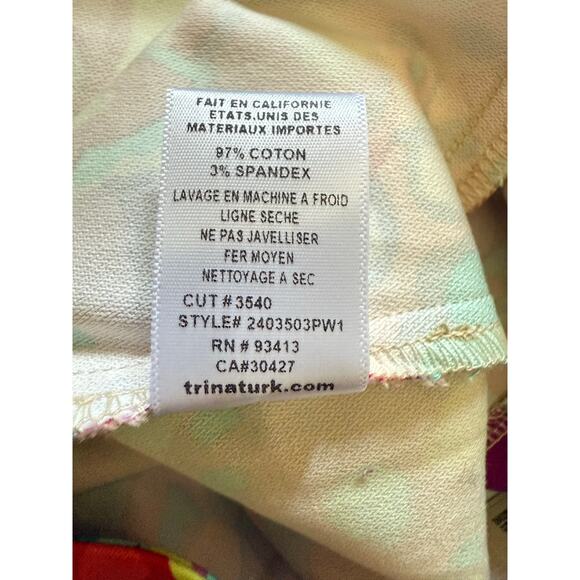 FAIT EN CALIFORNIE
ETATS.UNIS DES
MATERIAUX IMPORTES
97% COTON
3% SPANDEX
LAVAGE EN MACHINE A FROID
LIGNE SECHE
NE PAS JAVELLISER
FER MOYEN
NETTOYAGE A SEC
CUT # 3540
STYLE# 2403503PW1
RN # 93413
CA#30427
trinaturk.com